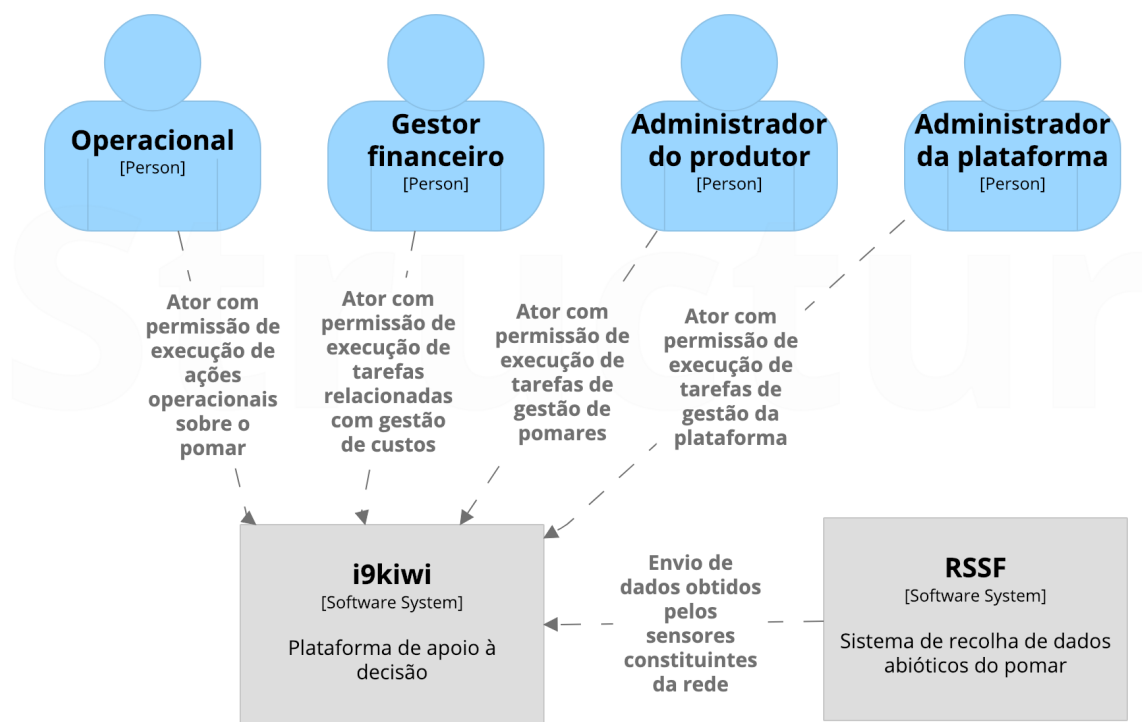 Operacional
[Person]
Gestor
financeiro
[Person]
Administrador
do produtor
[Person]
Administrador
da plataforma
[Person]
Ator com
permissão de
execução de
ações
operacionais
sobre o
pomar
Ator com
permissão de
execução de
tarefas
relacionadas
com gestão
de custos
Ator com
permissão de
execução de
tarefas de
gestão de
pomares
Ator com
permissão de
execução de
tarefas de
gestão da
plataforma
i9kiwi
[Software System]
Plataforma de apoio à
decisão
Envio de
dados obtidos
pelos
sensores
constituintes
da rede
RSSF
[Software System]
Sistema de recolha de dados
abióticos do pomar
Structur